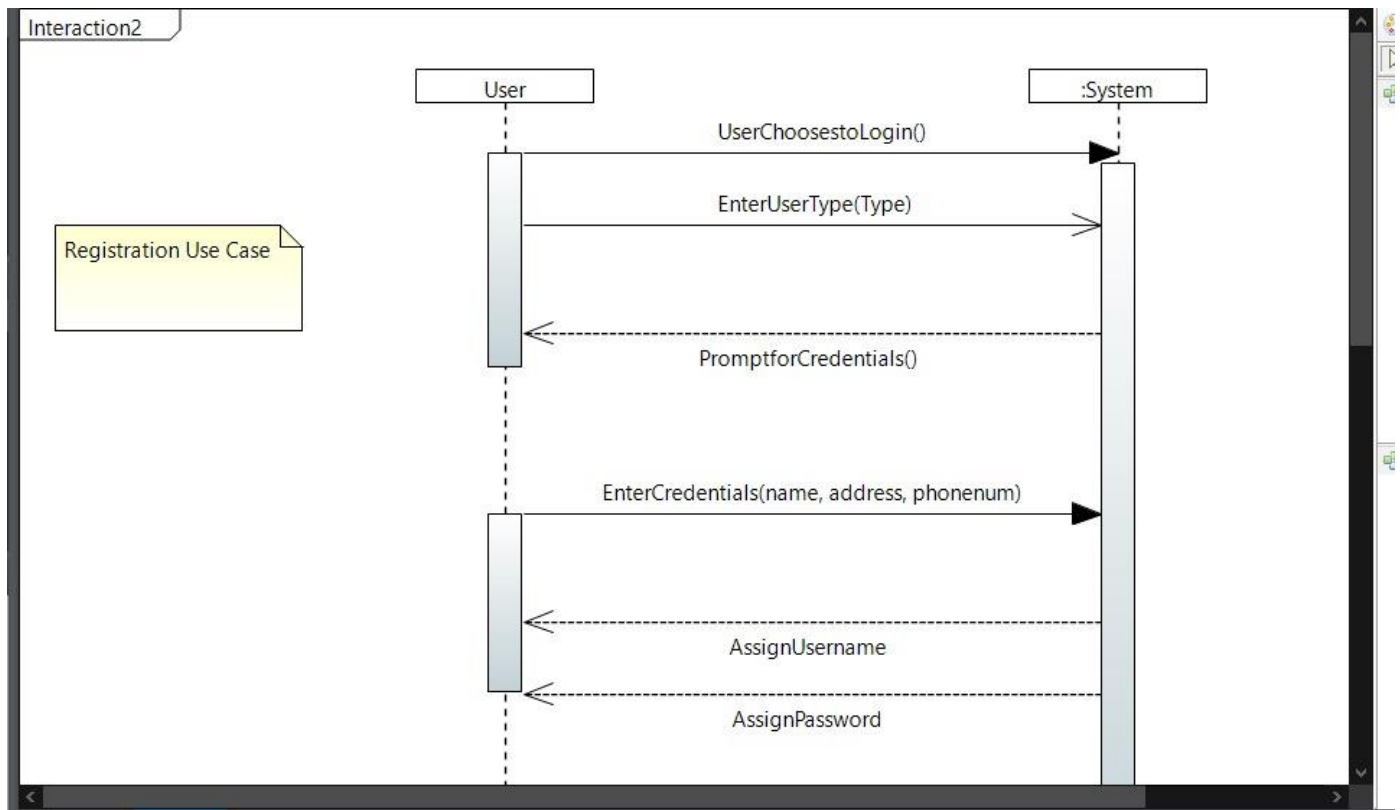 Interaction2
User
:System
UserChoosestoLogin()
EnterUserType(Type)
Registration Use Case
PromptforCredentials()
EnterCredentials(name, address, phonenum)
AssignUsername
AssignPassword